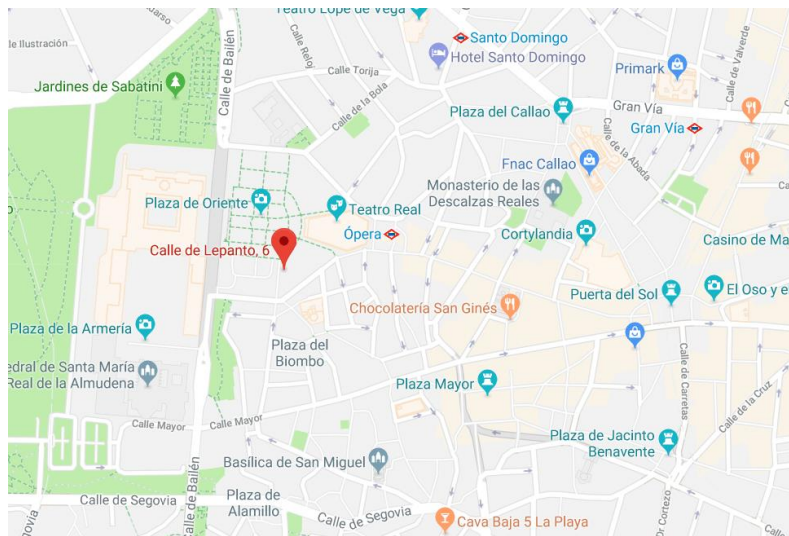 Teatro Lope de Vega
Santo Domingo
Hotel Santo Domingo
Calle de Bailén
Calle Reloj
Calle Torija
Calle de la Bola
Jardines de Sabatini
Primark
Calle de Valverde
Plaza del Callao
Gran Vía
Gran Vía
Calle de la Abada
Fnac Callao
Monasterio de las
Descalzas Reales
Plaza de Oriente
Teatro Real
Ópera
Cortylandia
Casino de Ma
Calle de Lepanto, 6
Puerta del Sol
El Oso y e
Chocolatería San Ginés
Plaza de la Armería
Plaza del
Biombo
edral de Santa María
Real de la Almudena
Plaza Mayor
Calle de Carretas
Calle de la Cruz
Calle Mayor
Calle Mayor
Plaza de Jacinto
Benavente
Basílica de San Miguel
Calle de Bailén
Calle de Segovia
Plaza de
Alamillo
Calle de Segovia
Cava Baja 5 La Playa